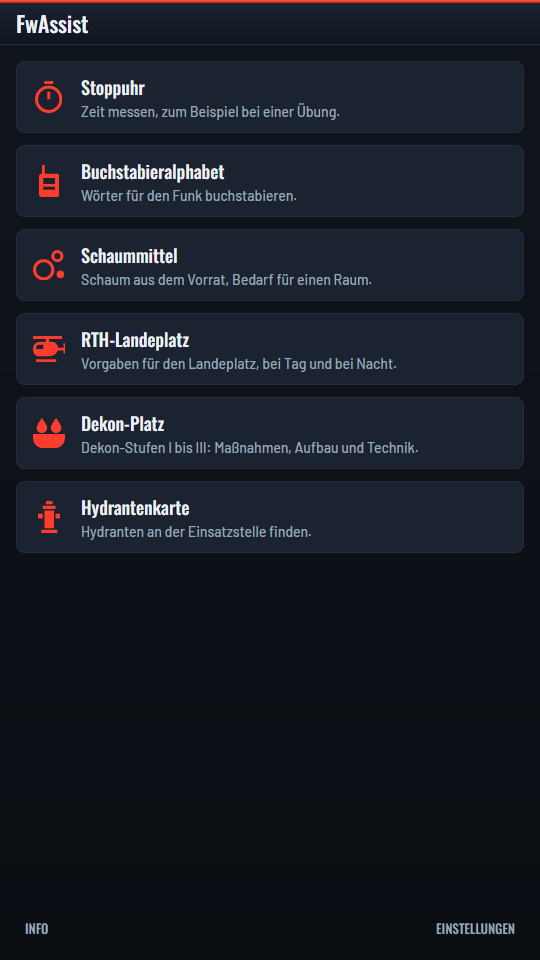 FwAssist
Stoppuhr
Zeit messen, zum Beispiel bei einer Übung.
Buchstabieralphabet
Wörter für den Funk buchstabieren.
Schaummittel
Schaum aus dem Vorrat, Bedarf für einen Raum.
RTH-Landeplatz
Vorgaben für den Landeplatz, bei Tag und bei Nacht.
Dekon-Platz
Dekon-Stufen I bis III: Maßnahmen, Aufbau und Technik.
Hydrantenkarte
Hydranten an der Einsatzstelle finden.
INFO
EINSTELLUNGEN